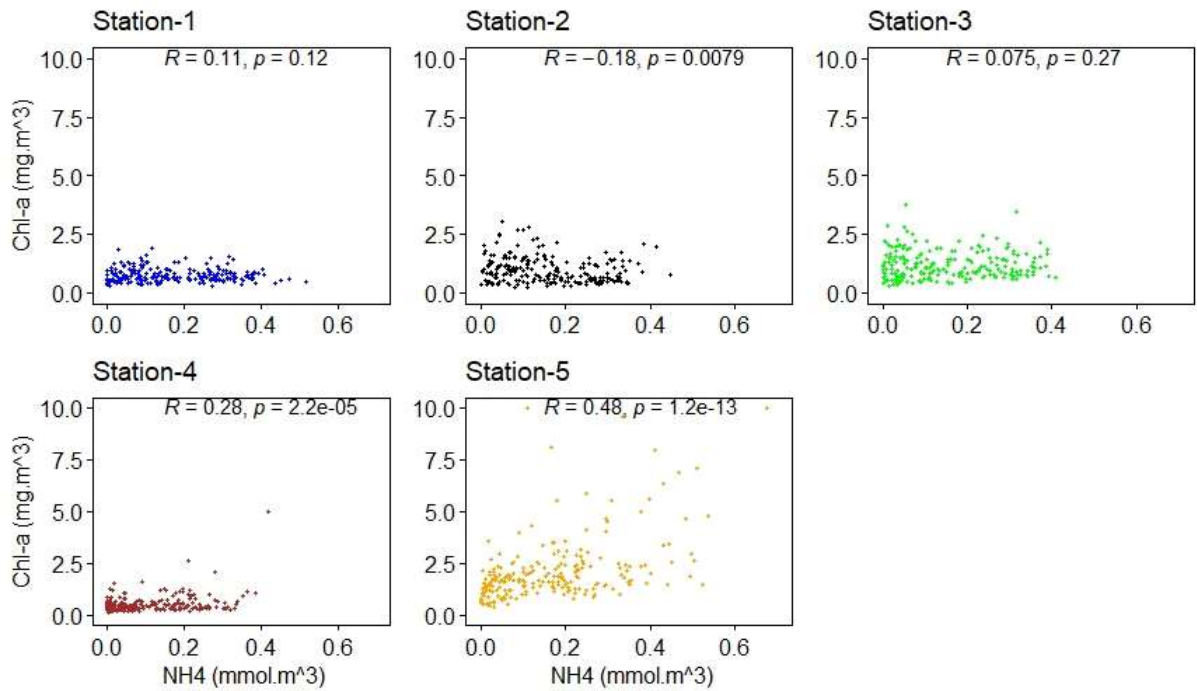 Station-1
Station-2
Station-3
R = 0.11, p = 0.12
R = −0.18, p = 0.0079
R = 0.075, p = 0.27
Chl-a (mg.m^3)
10.0
7.5
5.0
2.5
0.0
10.0
7.5
5.0
2.5
0.0
10.0
7.5
5.0
2.5
0.0
0.0 0.2 0.4 0.6
0.0 0.2 0.4 0.6
0.0 0.2 0.4 0.6
Station-4
Station-5
R = 0.28, p = 2.2e-05
R = 0.48, p = 1.2e-13
Chl-a (mg.m^3)
10.0
7.5
5.0
2.5
0.0
10.0
7.5
5.0
2.5
0.0
0.0 0.2 0.4 0.6
0.0 0.2 0.4 0.6
NH4 (mmol.m^3)
NH4 (mmol.m^3)